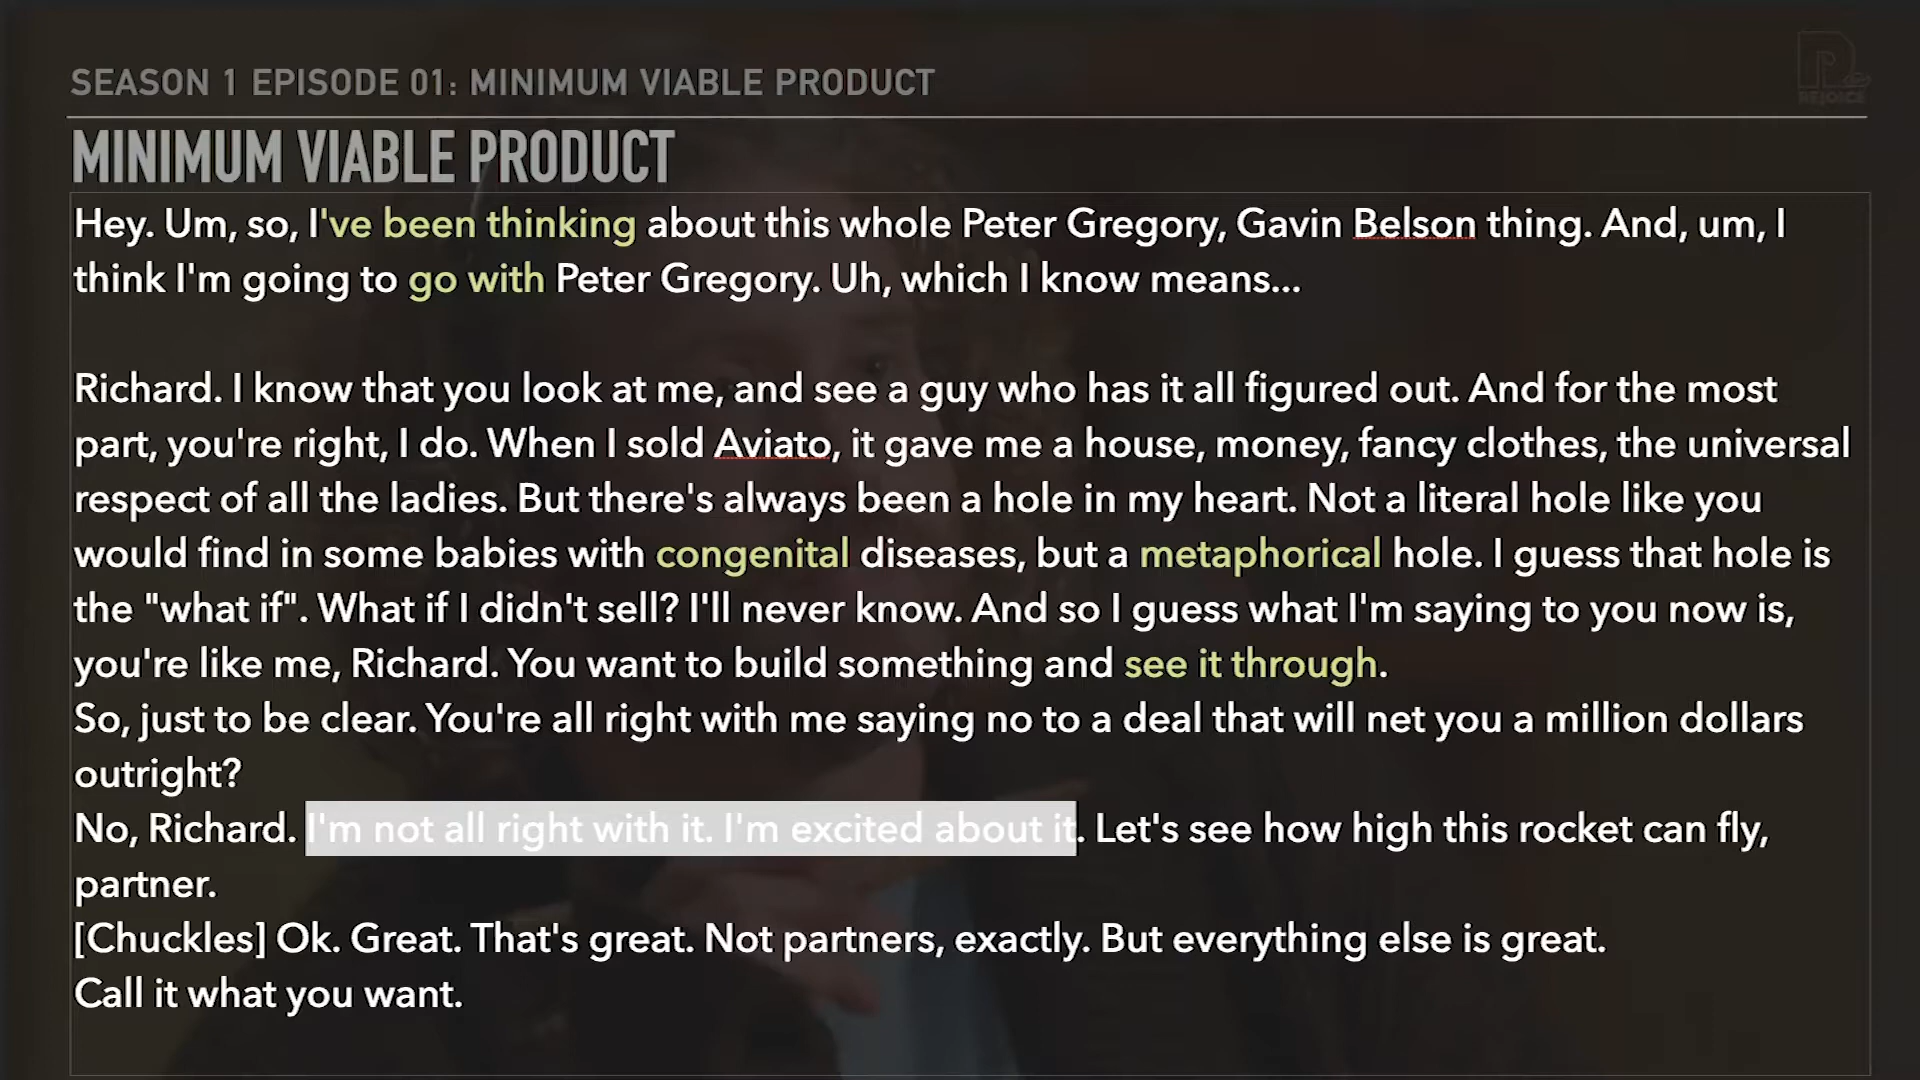 SEASON 1 EPISODE 01: MINIMUM VIABLE PRODUCT
REJOICE
MINIMUM VIABLE PRODUCT
Hey. Um, so, I've been thinking about this whole Peter Gregory, Gavin Belson thing. And, um, I
think I'm going to go with Peter Gregory. Uh, which I know means...
Richard. I know that you look at me, and see a guy who has it all figured out. And for the most
part, you're right, I do. When I sold Aviato, it gave me a house, money, fancy clothes, the universal
respect of all the ladies. But there's always been a hole in my heart. Not a literal hole like you
would find in some babies with congenital diseases, but a metaphorical hole. I guess that hole is
the "what if". What if I didn't sell? I'll never know. And so I guess what I'm saying to you now is,
you're like me, Richard. You want to build something and see it through.
So, just to be clear. You're all right with me saying no to a deal that will net you a million dollars
outright?
No, Richard. I'm not all right with it. I'm excited about it. Let's see how high this rocket can fly,
partner.
[Chuckles] Ok. Great. That's great. Not partners, exactly. But everything else is great.
Call it what you want.